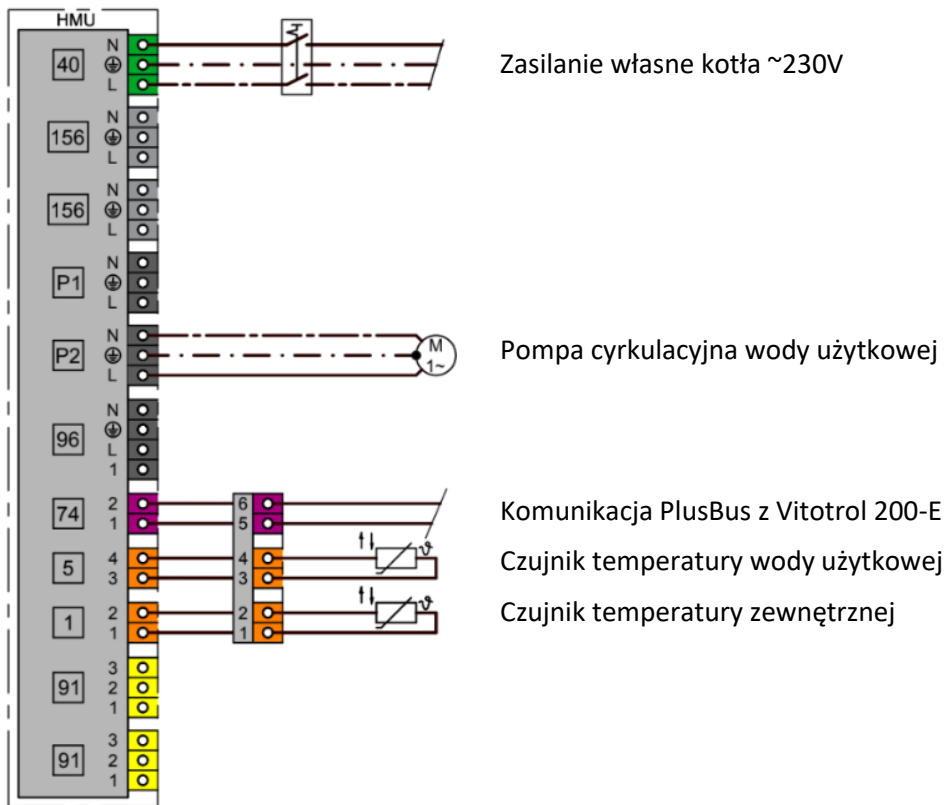 HMU
40 N Zasilanie własne kotła ~230V
L
N
156
L
N
156
L
N
P1
L
N M
P2 1~ Pompa cyrkulacyjna wody użytkowej
L
N
96
L
1
74 2 6 Komunikacja PlusBus z Vitotrol 200-E
1 5
5 4 4 ϑ Czujnik temperatury wody użytkowej
3 3
1 2 2 ϑ Czujnik temperatury zewnętrznej
1 1
3
91 2
1
3
91 2
1